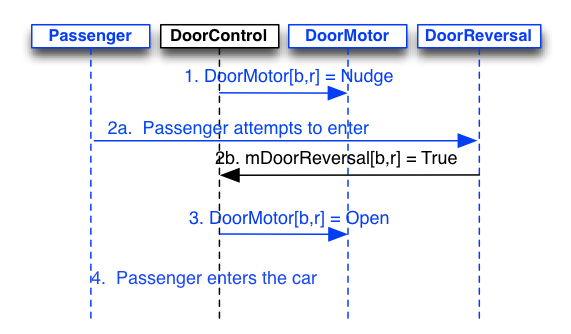 Passenger DoorControl DoorMotor DoorReversal
1. DoorMotor[b,r] = Nudge
2a. Passenger attempts to enter
2b. mDoorReversal[b,r] = True
3. DoorMotor[b,r] = Open
4. Passenger enters the car